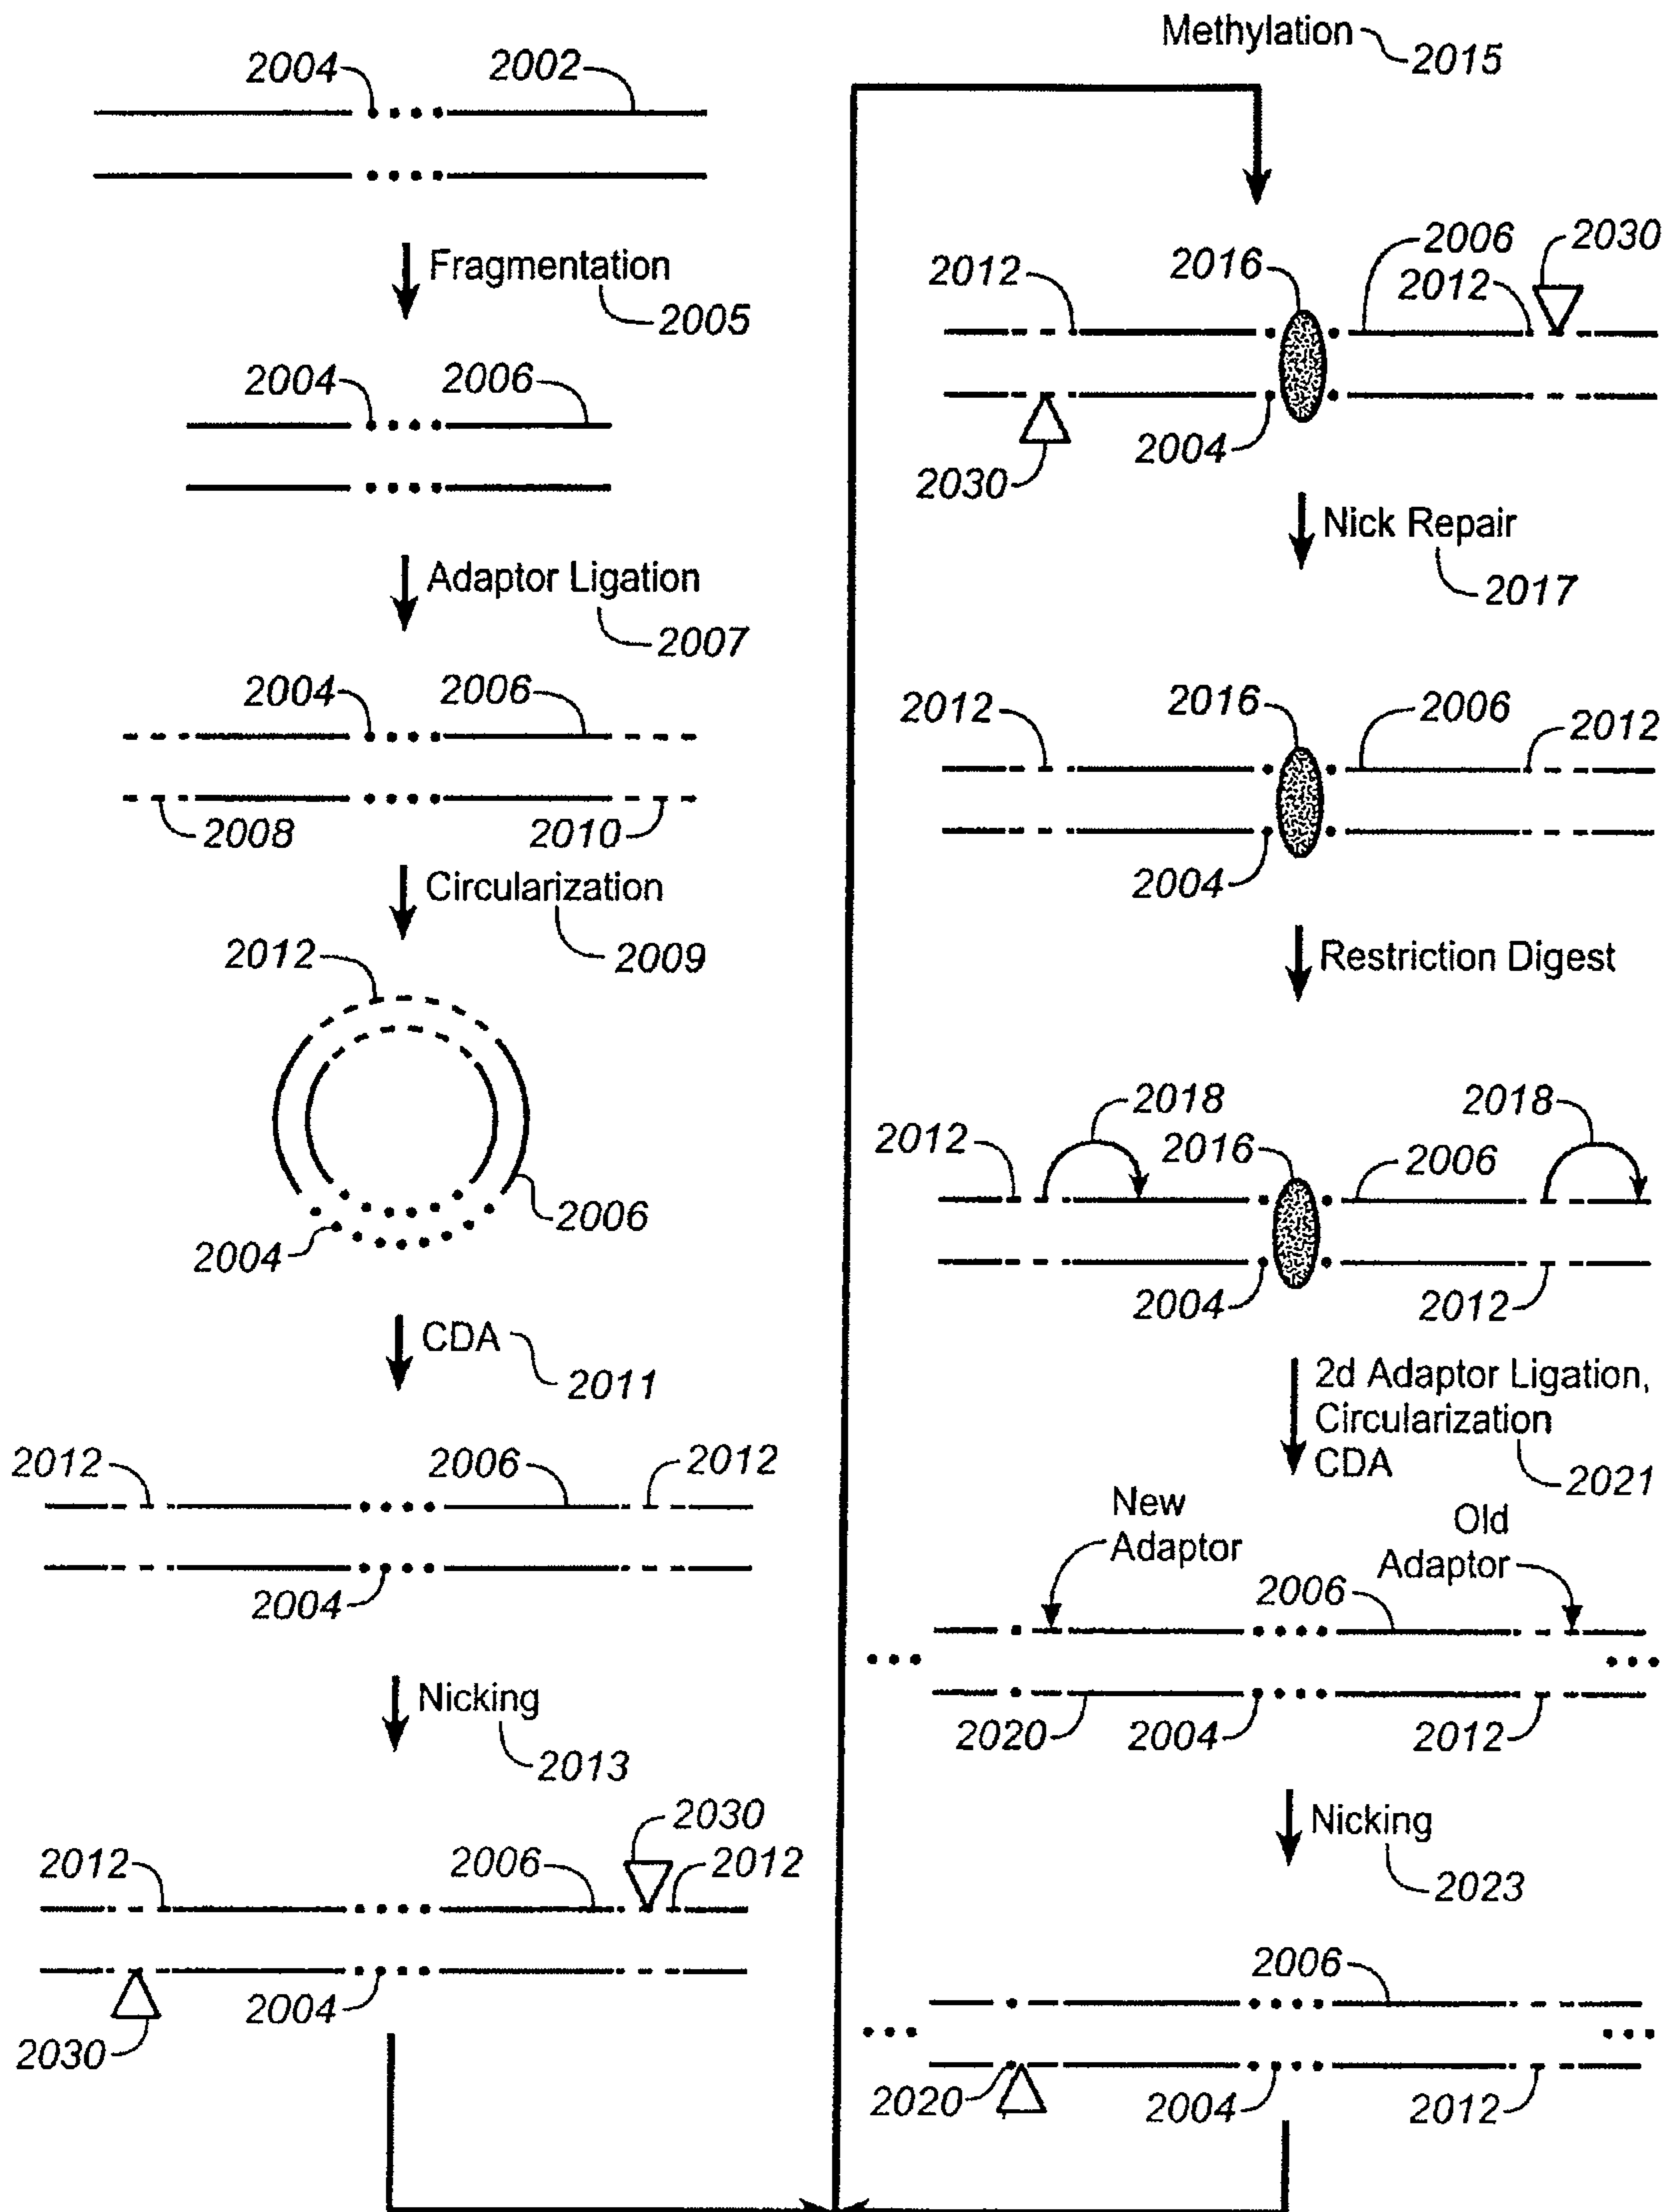 2004 2002
Fragmentation
2005
2004 2006
Adaptor Ligation
2007
2004 2006
2008 2010
Circularization
2009
2012
2006
2004
CDA 2011
2012 2006 2012
2004
Nicking
2013
2030
2012 2006 2012
2004
2030
Methylation 2015
2006 2030
2012 2016 2012
2004
2030
Nick Repair
2017
2012 2016 2006 2012
2004
Restriction Digest
2018 2018
2012 2016 2006
2004 2012
2d Adaptor Ligation,
Circularization
CDA 2021
New
Adaptor
Old
Adaptor
2006
2020 2004 2012
Nicking
2023
2006
2020 2004 2012